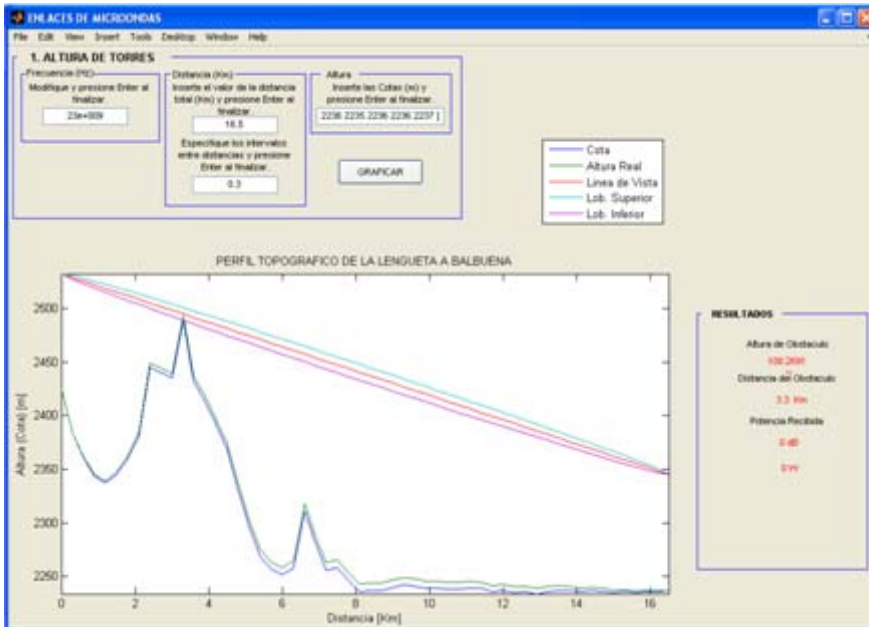 ENLACES DE MICROONDAS
File Edit View Insert Tools Desktop Window Help
1. ALTURA DE TORRES
Frecuencia (Hz)
Modifique y presione Enter al
finalizar.
23e+009
Distancia (Km)
Inserte el valor de la distancia
total (Km) y presione Enter al
finalizar
16.5
Especifique los intervalos
entre distancias y presione
Enter al finalizar.
0.3
Altura
Inserte las Cotas (m) y
presione Enter al finalizar.
2236 2235 2236 2236 2237 ]
GRAFICAR
Cota
Altura Real
Linea de Vista
Lob. Superior
Lob. Inferior
PERFIL TOPOGRAFICO DE LA LENGUETA A BALBUENA
Altura (Cota) [m]
2500
2450
2400
2350
2300
2250
0 2 4 6 8 10 12 14 16
Distancia [Km]
RESULTADOS
Altura de Obstaculo
Distancia del Obstaculo
3.3 Km
Potencia Recibida
0 dB
0 W